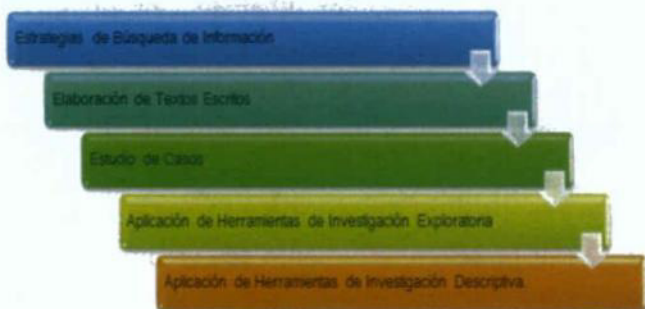 Estrategias de Búsqueda de Información
Elaboración de Textos Escritos
Estudio de Casos
Aplicación de Herramientas de Investigación Exploratoria
Aplicación de Herramientas de Investigación Descriptiva.